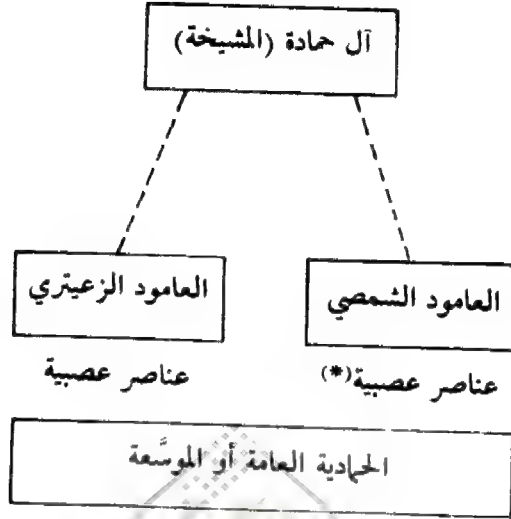 آل حمادة (المشيخة)
العامود الشمصي
العامود الزعيتري
عناصر عصبية(*)
عناصر عصبية
الحمادية العامة أو الموسَّعة